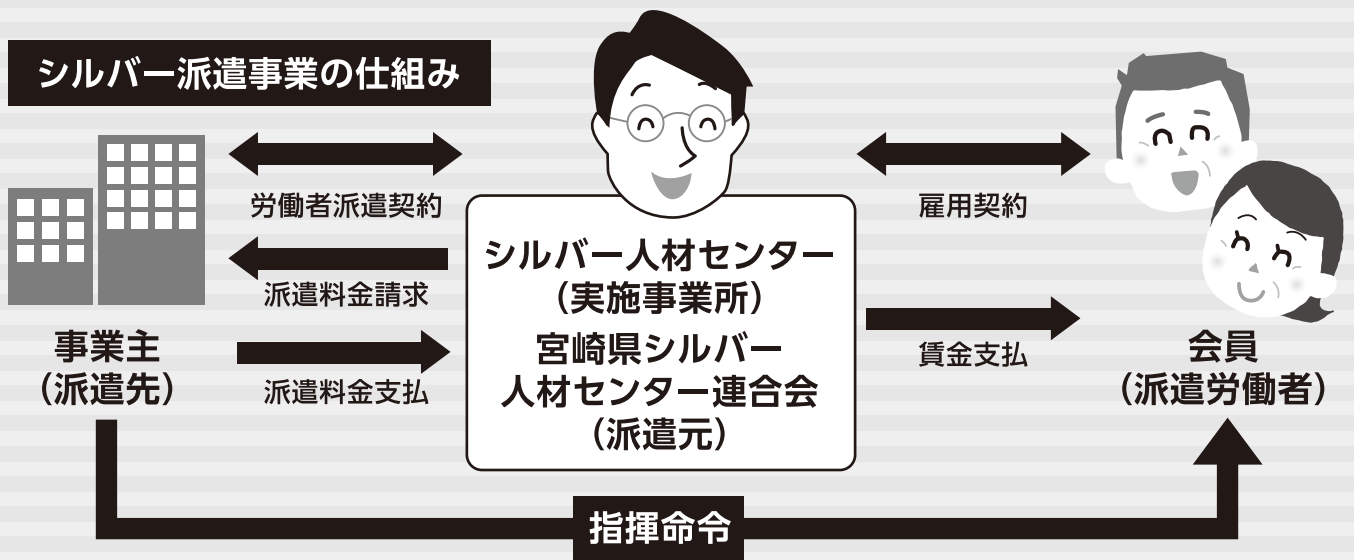 シルバー派遣事業の仕組み
労働者派遣契約
派遣料金請求
派遣料金支払
事業主
（派遣先）
シルバー人材センター
（実施事業所）
宮崎県シルバー
人材センター連合会
（派遣元）
雇用契約
賃金支払
会員
（派遣労働者）
指揮命令